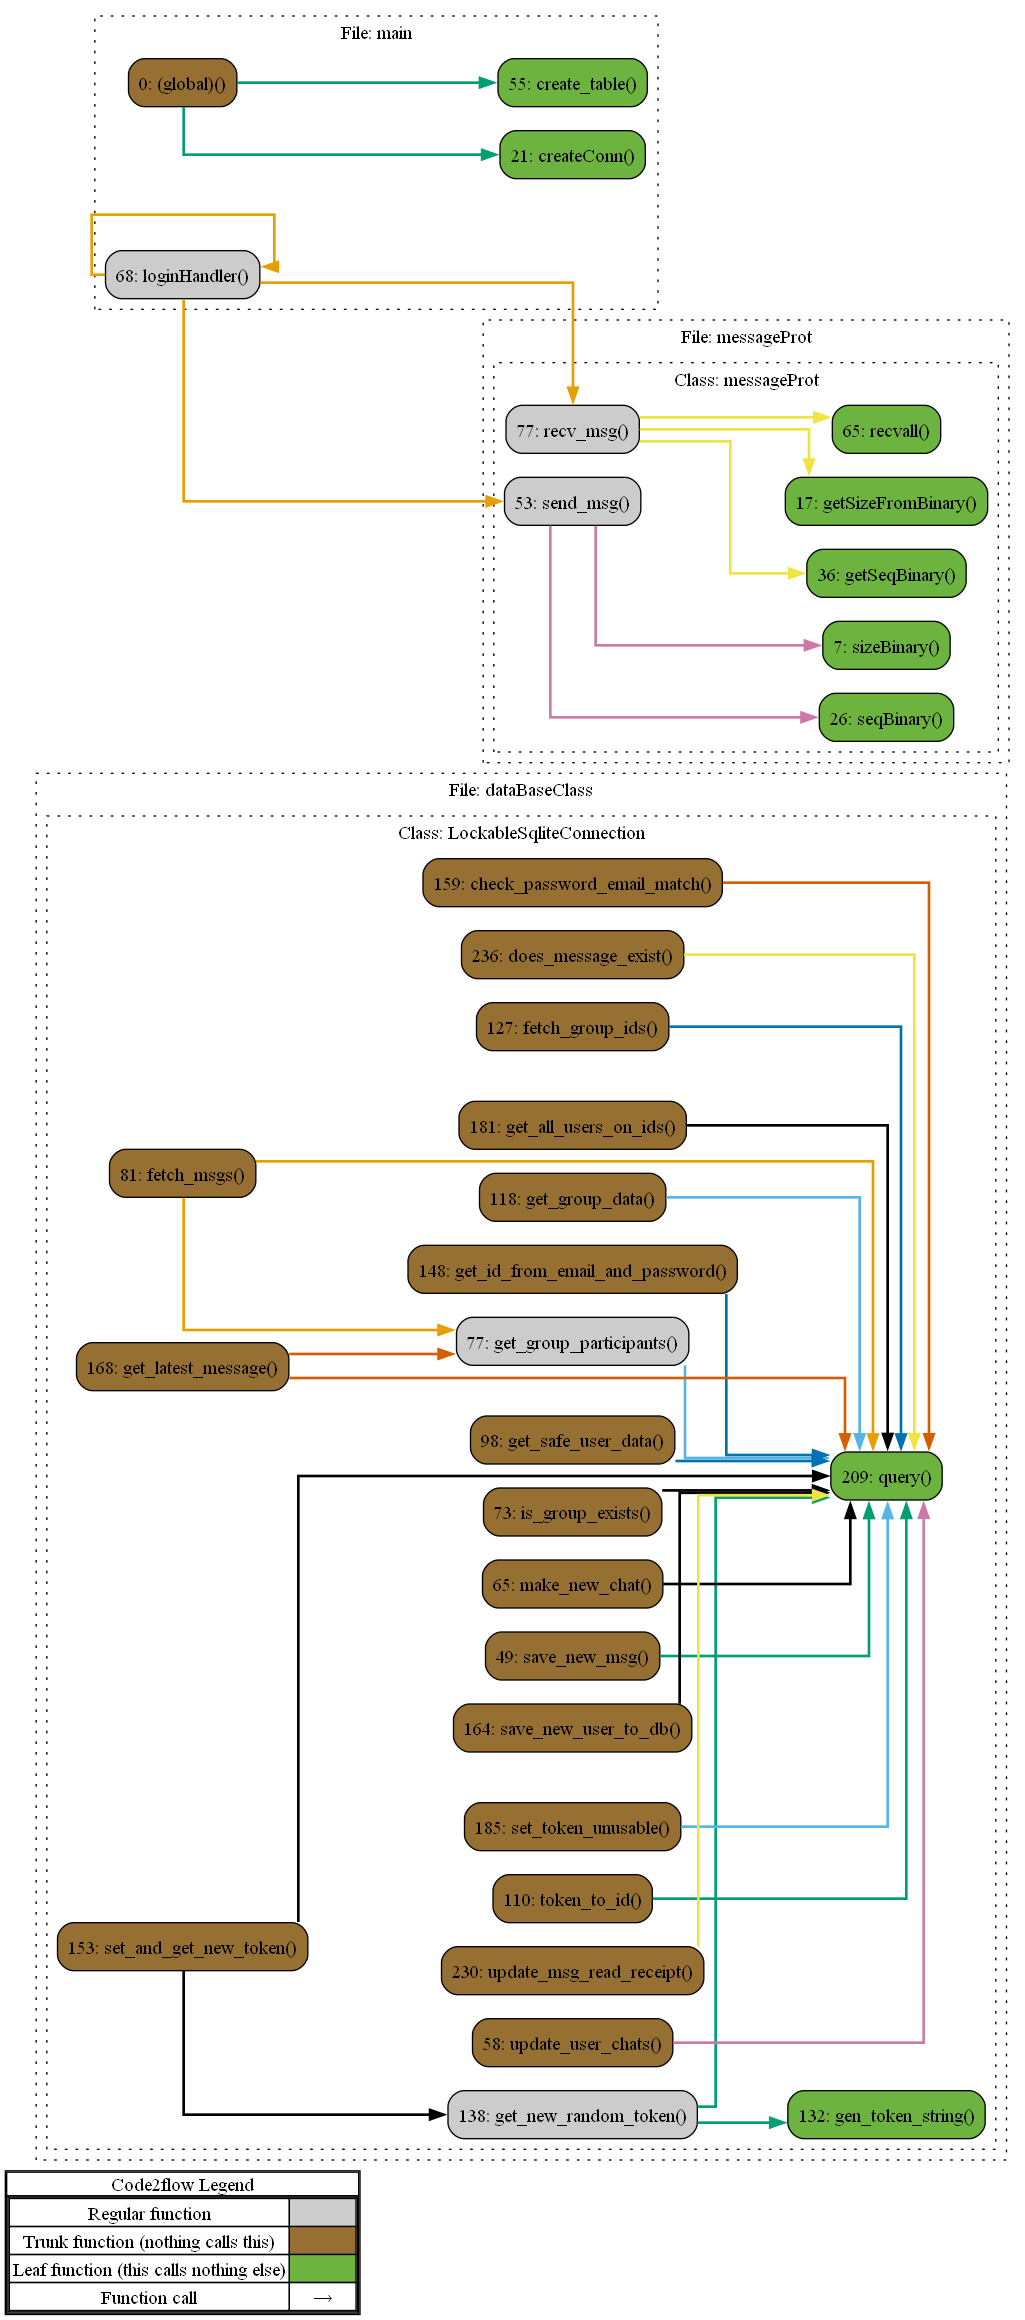 File: main
0: (global)()
55: create_table()
21: createConn()
68: loginHandler()
File: messageProt
Class: messageProt
77: recv_msg()
65: recvall()
53: send_msg()
17: getSizeFromBinary()
36: getSeqBinary()
7: sizeBinary()
26: seqBinary()
File: dataBaseClass
Class: LockableSqliteConnection
159: check_password_email_match()
236: does_message_exist()
127: fetch_group_ids()
181: get_all_users_on_ids()
81: fetch_msgs()
118: get_group_data()
148: get_id_from_email_and_password()
77: get_group_participants()
168: get_latest_message()
98: get_safe_user_data()
209: query()
73: is_group_exists()
65: make_new_chat()
49: save_new_msg()
164: save_new_user_to_db()
185: set_token_unusable()
110: token_to_id()
153: set_and_get_new_token()
230: update_msg_read_receipt()
58: update_user_chats()
138: get_new_random_token()
132: gen_token_string()
Code2flow Legend
Regular function
Trunk function (nothing calls this)
Leaf function (this calls nothing else)
Function call →